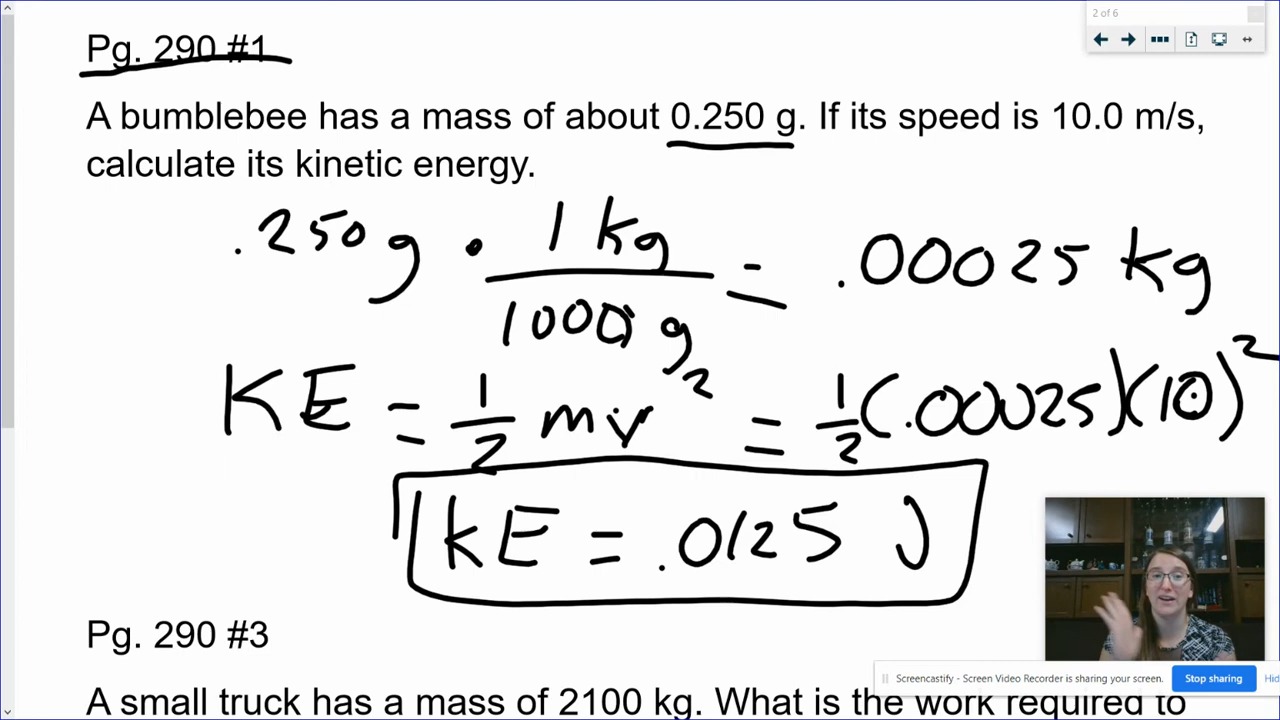 2 of 6
Pg. 290 #1
A bumblebee has a mass of about 0.250 g. If its speed is 10.0 m/s,
calculate its kinetic energy.
.250g · 1 kg / 1000 g = .00025 kg
KE = 1/2 mv² = 1/2 (.00025)(10)²
KE = .0125 J
Pg. 290 #3
A small truck has a mass of 2100 kg. What is the work required to
Screencastify - Screen Video Recorder is sharing your screen.
Stop sharing
Hid